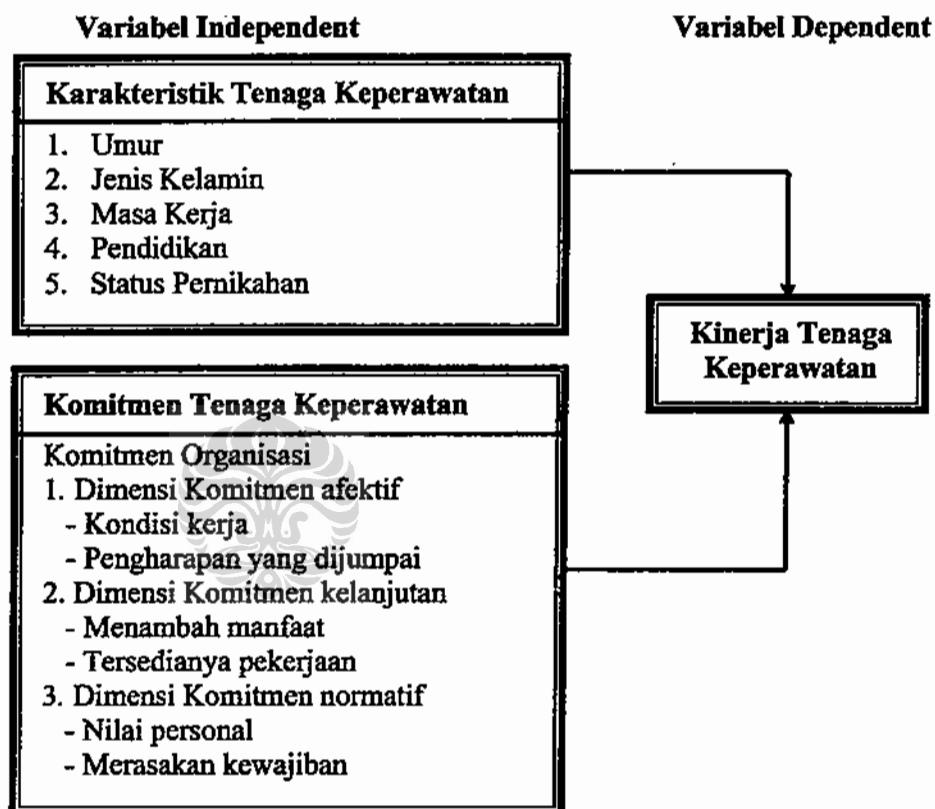 Variabel Independent
Variabel Dependent
Karakteristik Tenaga Keperawatan
1. Umur
2. Jenis Kelamin
3. Masa Kerja
4. Pendidikan
5. Status Pernikahan
Kinerja Tenaga
Keperawatan
Komitmen Tenaga Keperawatan
Komitmen Organisasi
1. Dimensi Komitmen afektif
- Kondisi kerja
- Pengharapan yang dijumpai
2. Dimensi Komitmen kelanjutan
- Menambah manfaat
- Tersedianya pekerjaan
3. Dimensi Komitmen normatif
- Nilai personal
- Merasakan kewajiban